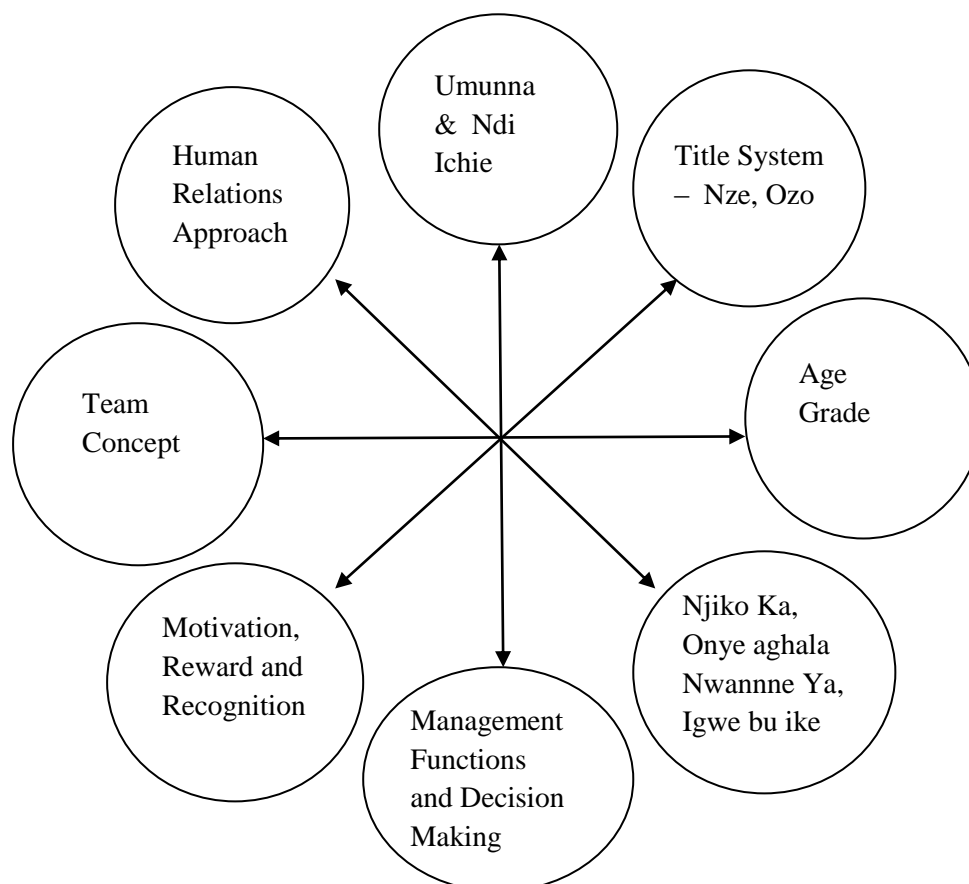 Umunna
& Ndi
Ichie
Human
Relations
Approach
Title System
– Nze, Ozo
Team
Concept
Age
Grade
Motivation,
Reward and
Recognition
Njiko Ka,
Onye aghala
Nwannne Ya,
Igwe bu ike
Management
Functions
and Decision
Making